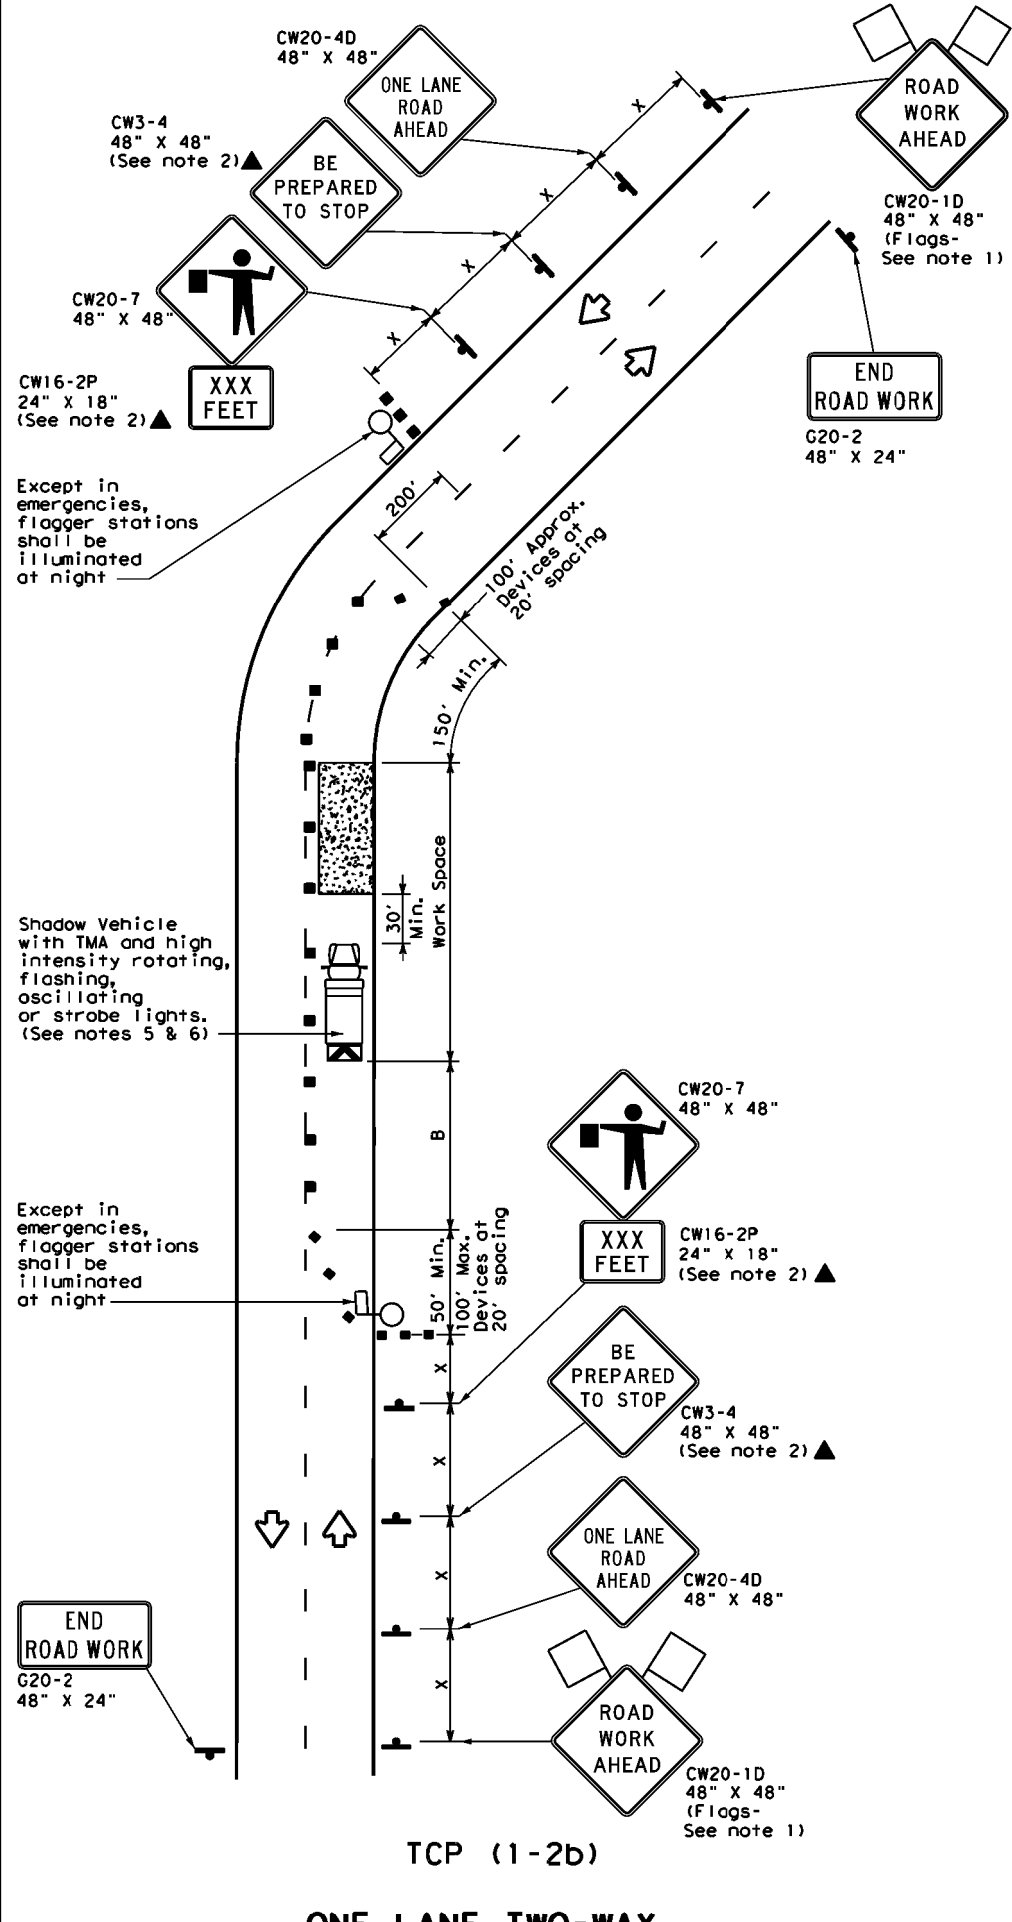 CW20-4D
48" X 48"
ONE LANE
ROAD
AHEAD
ROAD
WORK
AHEAD
CW20-1D
48" X 48"
(Flags-
See note 1)
CW3-4
48" X 48"
(See note 2)
BE
PREPARED
TO STOP
X
X
X
X
CW20-7
48" X 48"
CW16-2P
24" X 18"
(See note 2)
XXX
FEET
END
ROAD WORK
G20-2
48" X 24"
Except in
emergencies,
flagger stations
shall be
illuminated
at night
200'
100' Approx.
Devices at
20' spacing
150' Min.
Work Space
30'
Min.
Shadow Vehicle
with TMA and high
intensity rotating,
flashing,
oscillating
or strobe lights.
(See notes 5 & 6)
B
CW20-7
48" X 48"
XXX
FEET
CW16-2P
24" X 18"
(See note 2)
Except in
emergencies,
flagger stations
shall be
illuminated
at night
50' Min.
100' Max.
Devices at
20' spacing
X
X
X
X
BE
PREPARED
TO STOP
CW3-4
48" X 48"
(See note 2)
ONE LANE
ROAD
AHEAD
CW20-4D
48" X 48"
END
ROAD WORK
G20-2
48" X 24"
ROAD
WORK
AHEAD
CW20-1D
48" X 48"
(Flags-
See note 1)
TCP (1-2b)
ONE LANE TWO-WAY